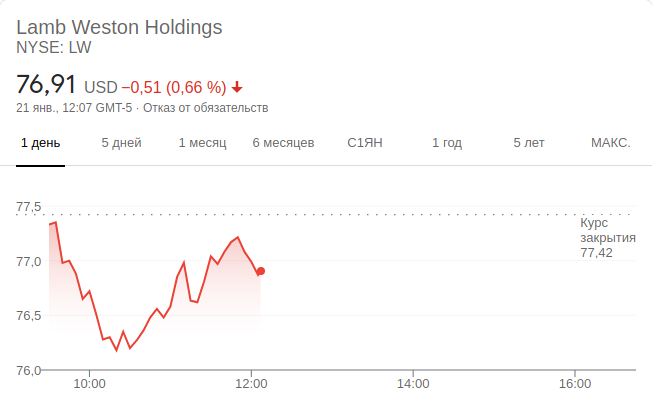 Lamb Weston Holdings
NYSE: LW
76,91 USD −0,51 (0,66 %)
21 янв., 12:07 GMT-5 · Отказ от обязательств
1 день 5 дней 1 месяц 6 месяцев С1ЯН 1 год 5 лет МАКС.
77,5
Курс
закрытия
77,42
77,0
76,5
76,0
10:00 12:00 14:00 16:00